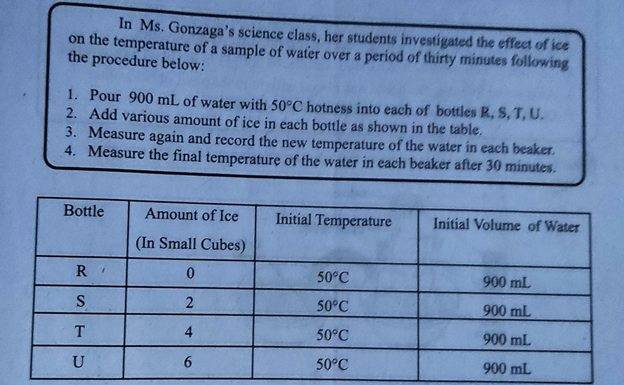 In Ms. Gonzaga's science class, her students investigated the effect of ice
on the temperature of a sample of water over a period of thirty minutes following
the procedure below:
1. Pour 900 mL of water with 50°C hotness into each of bottles R, S, T, U.
2. Add various amount of ice in each bottle as shown in the table.
3. Measure again and record the new temperature of the water in each beaker.
4. Measure the final temperature of the water in each beaker after 30 minutes.
Bottle Amount of Ice Initial Temperature Initial Volume of Water
(In Small Cubes)
R 0 50°C 900 mL
S 2 50°C 900 mL
T 4 50°C 900 mL
U 6 50°C 900 mL